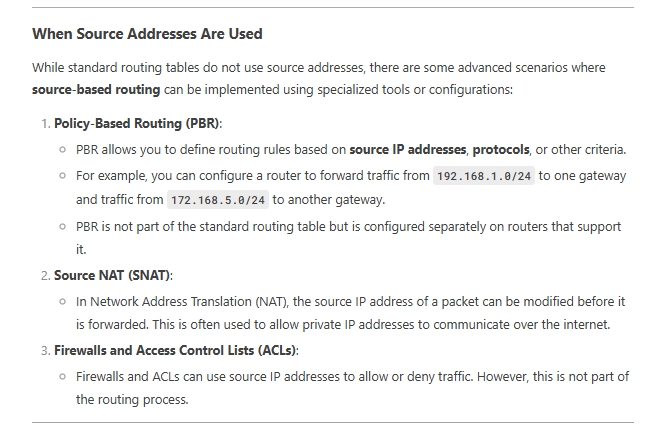 When Source Addresses Are Used
While standard routing tables do not use source addresses, there are some advanced scenarios where
source-based routing can be implemented using specialized tools or configurations:
1. Policy-Based Routing (PBR):
○ PBR allows you to define routing rules based on source IP addresses, protocols, or other criteria.
○ For example, you can configure a router to forward traffic from 192.168.1.0/24 to one gateway
and traffic from 172.168.5.0/24 to another gateway.
○ PBR is not part of the standard routing table but is configured separately on routers that support
it.
2. Source NAT (SNAT):
○ In Network Address Translation (NAT), the source IP address of a packet can be modified before it
is forwarded. This is often used to allow private IP addresses to communicate over the internet.
3. Firewalls and Access Control Lists (ACLs):
○ Firewalls and ACLs can use source IP addresses to allow or deny traffic. However, this is not part of
the routing process.